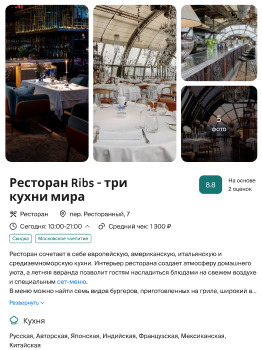 5
фото
Ресторан Ribs - три
кухни мира
8.8
На основе
2 оценок
Ресторан
пер. Ресторанный, 7
Сегодня: 10:00-21:00
Средний чек: 1 300 ₽
Скидка
Московское чаепитие
Ресторан сочетает в себе европейскую, американскую, итальянскую и
средиземноморскую кухни. Интерьер ресторана создает атмосферу домашнего
уюта, а летняя веранда позволит гостям насладиться блюдами на свежем воздухе
и специальным сет-меню.
В меню можно найти семь видов бургеров, приготовленных на гриле, широкий в...
Развернуть
Кухня
Русская, Авторская, Японская, Индийская, Французская, Мексиканская,
Китайская